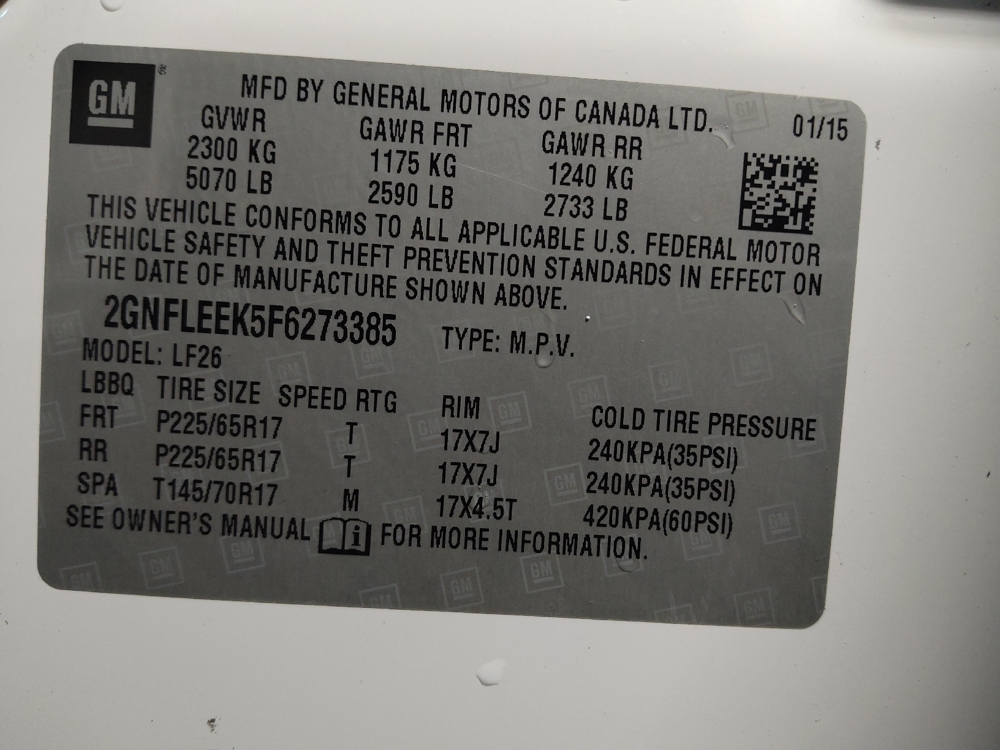 GM ®
MFD BY GENERAL MOTORS OF CANADA LTD.
01/15
GVWR GAWR FRT GAWR RR
2300 KG 1175 KG 1240 KG
5070 LB 2590 LB 2733 LB
THIS VEHICLE CONFORMS TO ALL APPLICABLE U.S. FEDERAL MOTOR
VEHICLE SAFETY AND THEFT PREVENTION STANDARDS IN EFFECT ON
THE DATE OF MANUFACTURE SHOWN ABOVE.
2GNFLEEK5F6273385 TYPE: M.P.V.
MODEL: LF26
LBBQ TIRE SIZE SPEED RTG RIM COLD TIRE PRESSURE
FRT P225/65R17 T 17X7J 240KPA(35PSI)
RR P225/65R17 T 17X7J 240KPA(35PSI)
SPA T145/70R17 M 17X4.5T 420KPA(60PSI)
SEE OWNER'S MANUAL i FOR MORE INFORMATION.